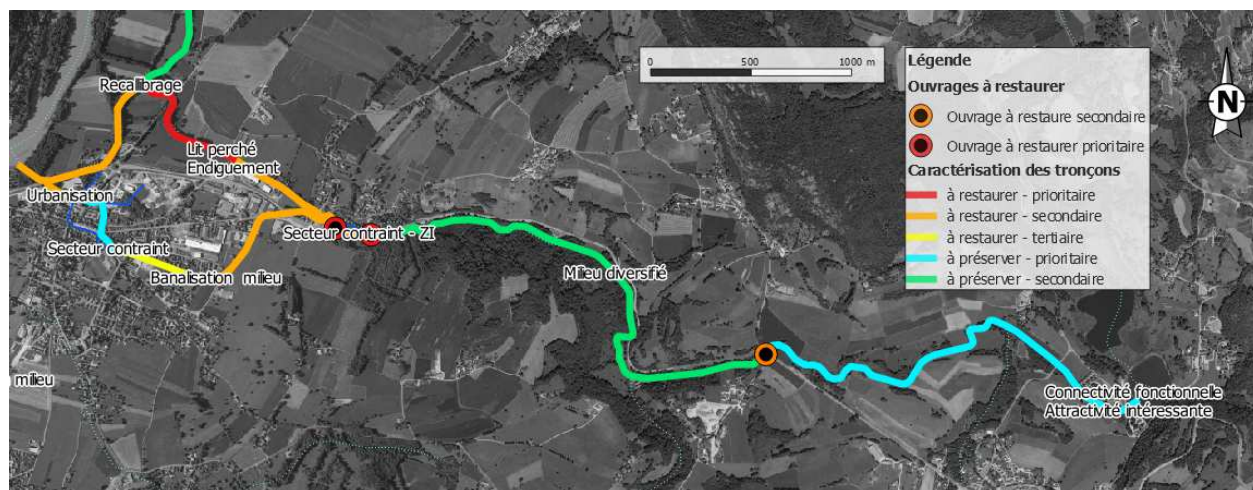 Recallibrage
Lit perché
Endiguement
Urbanisation
Secteur contraint
Banalisation milieu
Secteur contraint - ZI
Milieu diversifié
milieu
Connectivité fonctionnelle
Attractivité intéressante
0 500 1000 m
Légende
Ouvrages à restaurer
Ouvrage à restaure secondaire
Ouvrage à restaurer prioritaire
Caractérisation des tronçons
à restaurer - prioritaire
à restaurer - secondaire
à restaurer - tertiaire
à préserver - prioritaire
à préserver - secondaire
N